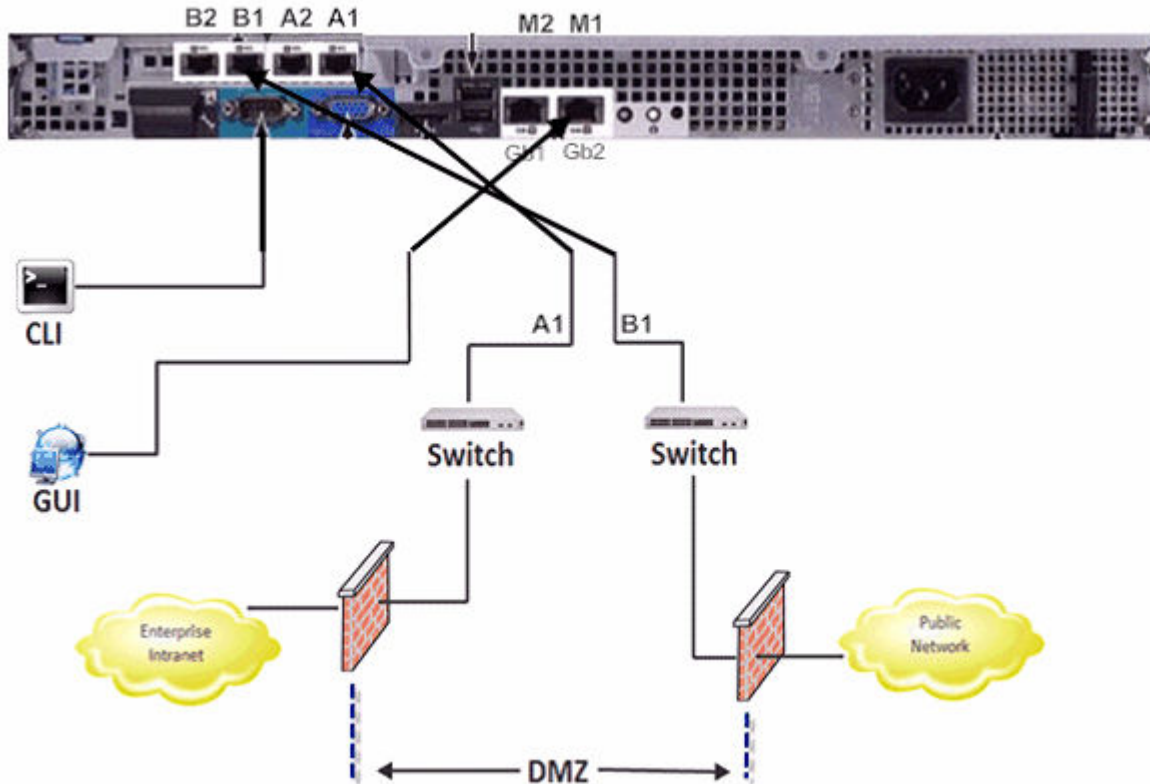 B2 B1 A2 A1
M2 M1
Gb1 Gb2
>_
CLI
A1 B1
Switch
Switch
GUI
Enterprise
Intranet
Public
Network
DMZ